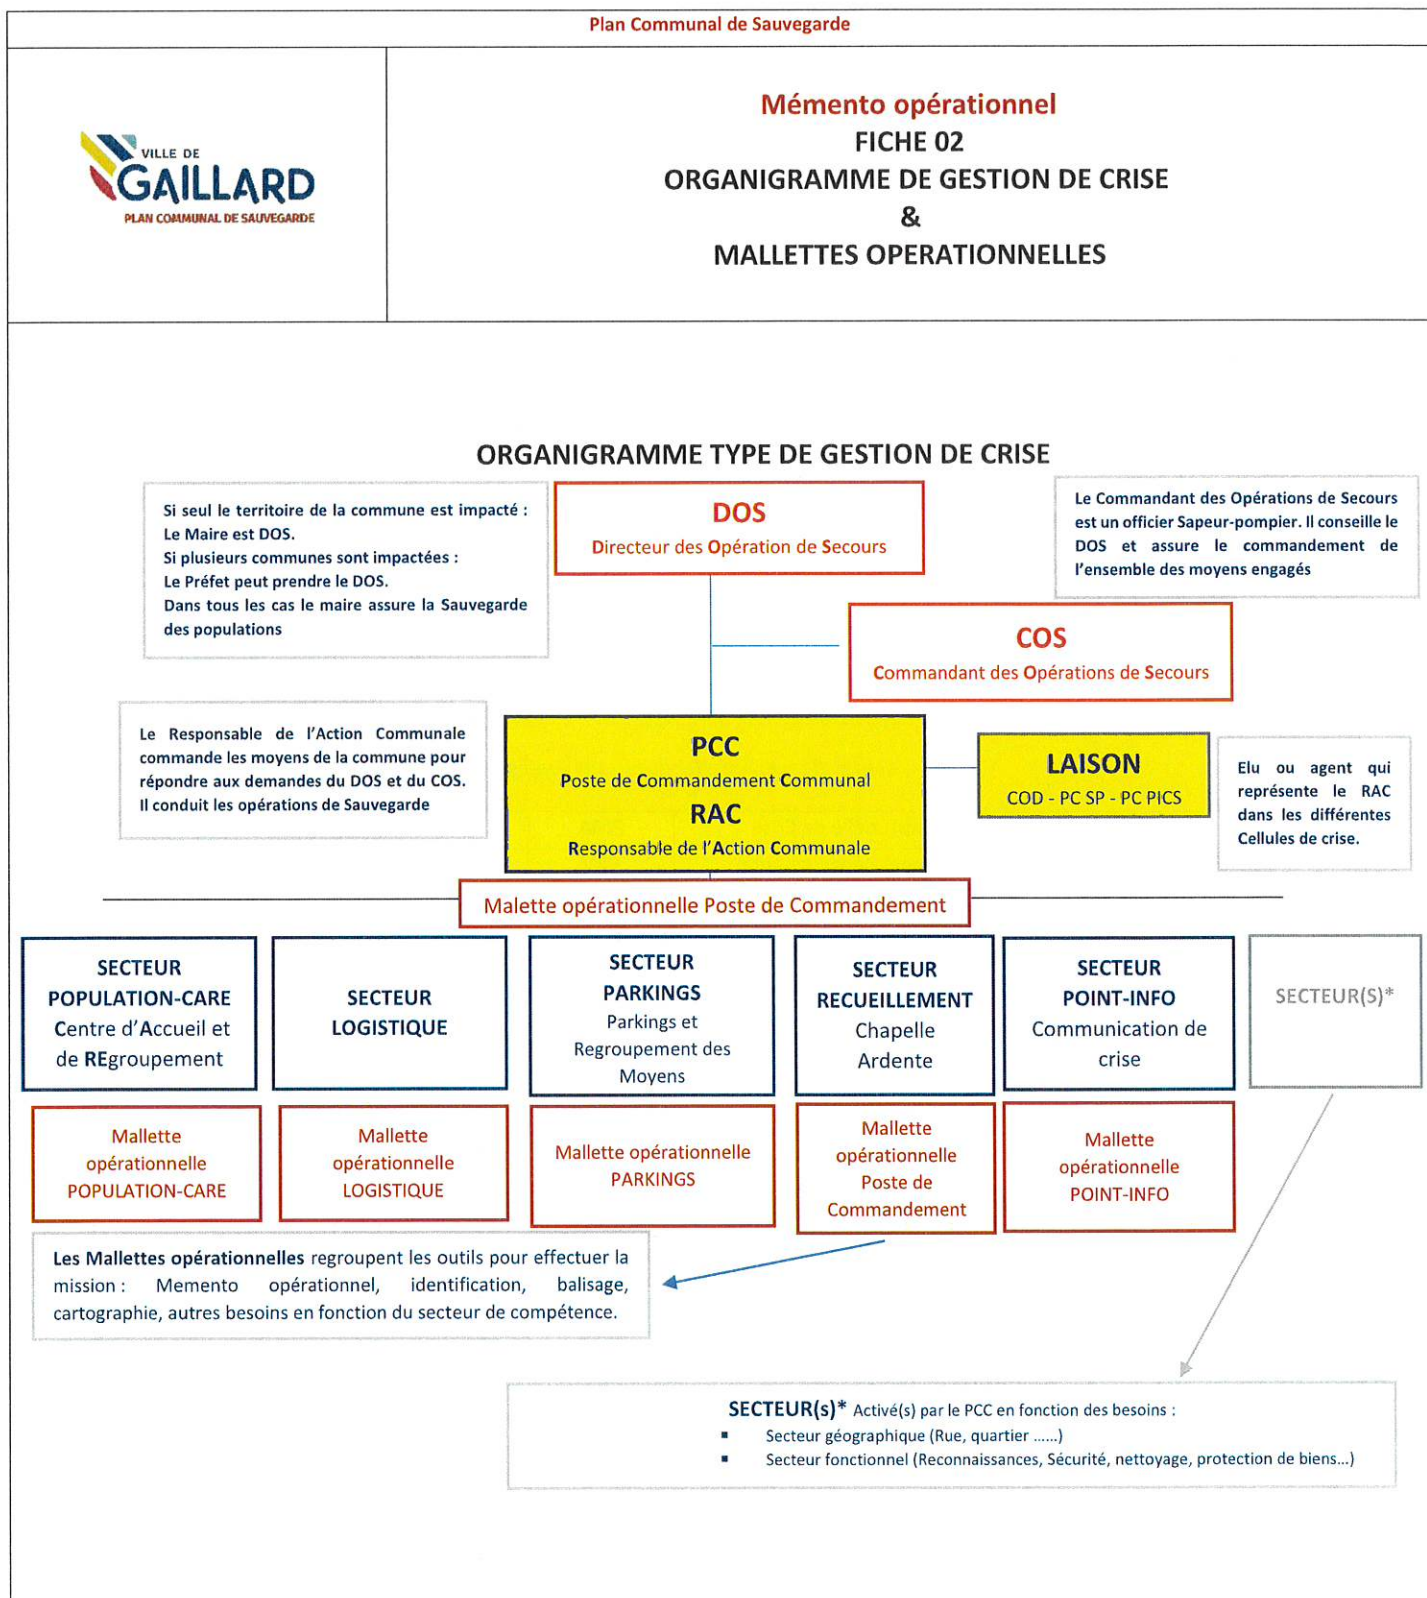 Plan Communal de Sauvegarde
VILLE DE
GAILLARD
PLAN COMMUNAL DE SAUVEGARDE
Mémento opérationnel
FICHE 02
ORGANIGRAMME DE GESTION DE CRISE
&
MALLETTES OPERATIONNELLES
ORGANIGRAMME TYPE DE GESTION DE CRISE
Si seul le territoire de la commune est impacté :
Le Maire est DOS.
Si plusieurs communes sont impactées :
Le Préfet peut prendre le DOS.
Dans tous les cas le maire assure la Sauvegarde
des populations
DOS
Directeur des Opération de Secours
Le Commandant des Opérations de Secours
est un officier Sapeur-pompier. Il conseille le
DOS et assure le commandement de
l'ensemble des moyens engagés
COS
Commandant des Opérations de Secours
Le Responsable de l'Action Communale
commande les moyens de la commune pour
répondre aux demandes du DOS et du COS.
Il conduit les opérations de Sauvegarde
PCC
Poste de Commandement Communal
RAC
Responsable de l'Action Communale
LAISON
COD - PC SP - PC PICS
Elu ou agent qui
représente le RAC
dans les différentes
Cellules de crise.
Malette opérationnelle Poste de Commandement
SECTEUR
POPULATION-CARE
Centre d'Accueil et
de REgroupement
SECTEUR
LOGISTIQUE
SECTEUR
PARKINGS
Parkings et
Regroupement des
Moyens
SECTEUR
RECUEILLEMENT
Chapelle
Ardente
SECTEUR
POINT-INFO
Communication de
crise
SECTEUR(S)*
Mallette
opérationnelle
POPULATION-CARE
Mallette
opérationnelle
LOGISTIQUE
Mallette opérationnelle
PARKINGS
Mallette
opérationnelle
Poste de
Commandement
Mallette
opérationnelle
POINT-INFO
Les Mallettes opérationnelles regroupent les outils pour effectuer la
mission : Memento opérationnel, identification, balisage,
cartographie, autres besoins en fonction du secteur de compétence.
SECTEUR(s)* Activé(s) par le PCC en fonction des besoins :
▪ Secteur géographique (Rue, quartier ......)
▪ Secteur fonctionnel (Reconnaissances, Sécurité, nettoyage, protection de biens...)